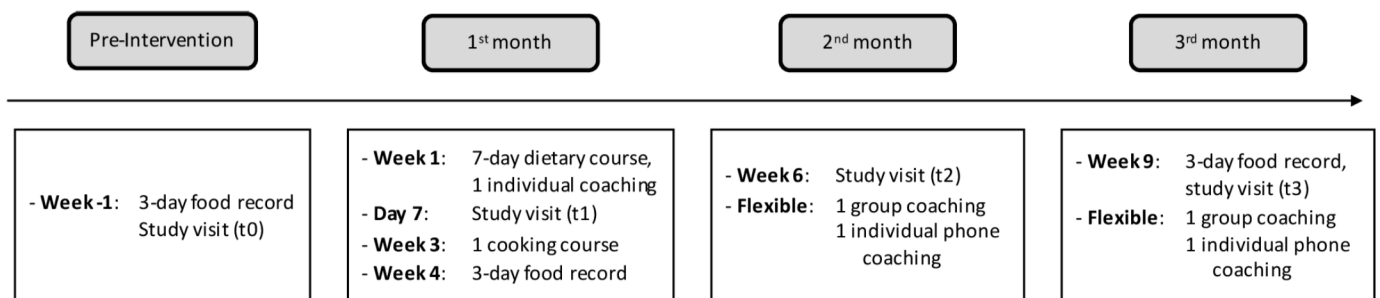 Pre-Intervention
1st month
2nd month
3rd month
- Week -1: 3-day food record
Study visit (t0)
- Week 1: 7-day dietary course,
1 individual coaching
- Day 7: Study visit (t1)
- Week 3: 1 cooking course
- Week 4: 3-day food record
- Week 6: Study visit (t2)
- Flexible: 1 group coaching
1 individual phone
coaching
- Week 9: 3-day food record,
study visit (t3)
- Flexible: 1 group coaching
1 individual phone
coaching